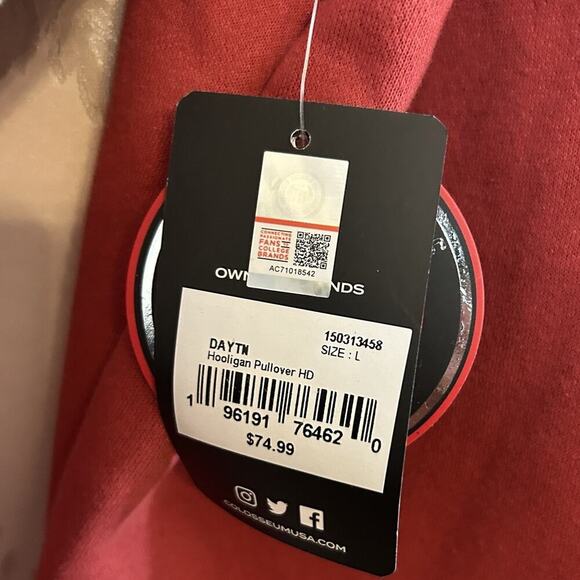 CONNECTING
PASSIONATE
FANS TO
COLLEGE
BRANDS
AC71018542
OWN
NDS
DAYTN
150313458
Hooligan Pullover HD
SIZE : L
1 96191 76462 0
$74.99
COLOSSEUMUSA.COM